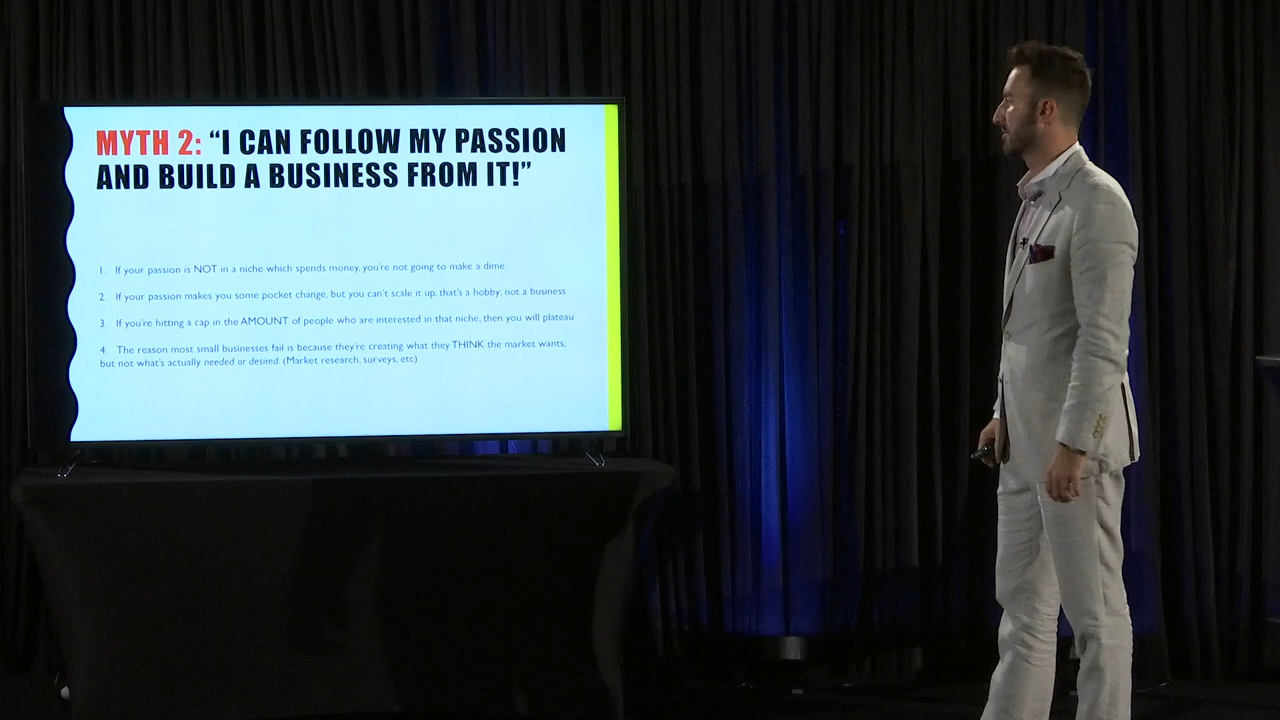 MYTH 2: “I CAN FOLLOW MY PASSION
AND BUILD A BUSINESS FROM IT!”
1. If your passion is NOT in a niche which spends money, you're not going to make a dime
2. If your passion makes you some pocket change, but you can't scale it up, that's a hobby; not a business
3. If you're hitting a cap in the AMOUNT of people who are interested in that niche, then you will plateau
4. The reason most small businesses fail is because they're creating what they THINK the market wants,
but not what's actually needed or desired. (Market research, surveys, etc)